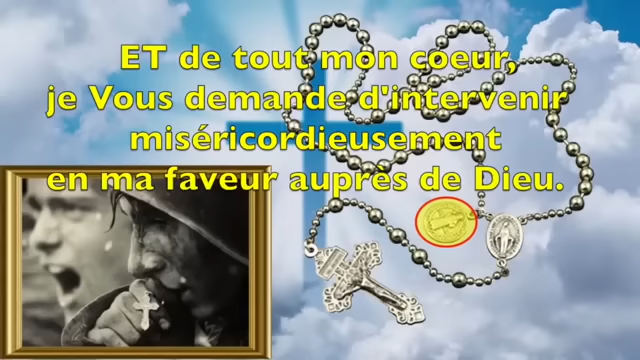 ET de tout mon coeur,
je Vous demande d'intervenir
miséricordieusement
en ma faveur auprès de Dieu.